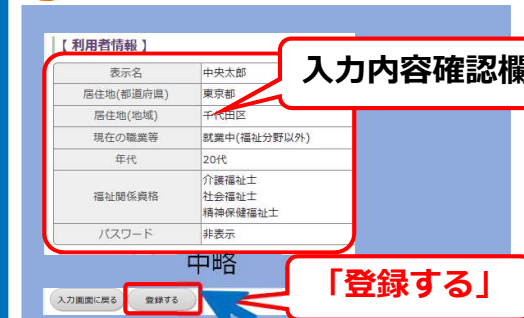 【 利用者情報 】
入力内容確認欄
表示名 中央太郎
居住地(都道府県) 東京都
居住地(地域) 千代田区
現在の職業等 就業中(福祉分野以外)
年代 20代
福祉関係資格 介護福祉士
社会福祉士
精神保健福祉士
パスワード 非表示
中略
「登録する」
入力画面に戻る 登録する